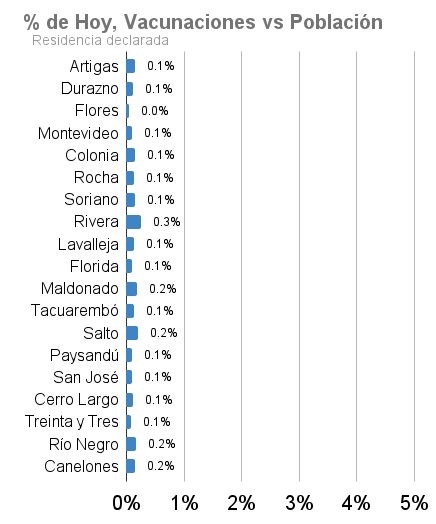 % de Hoy, Vacunaciones vs Población
Residencia declarada
Artigas 0.1%
Durazno 0.1%
Flores 0.0%
Montevideo 0.1%
Colonia 0.1%
Rocha 0.1%
Soriano 0.1%
Rivera 0.3%
Lavalleja 0.1%
Florida 0.1%
Maldonado 0.2%
Tacuarembó 0.1%
Salto 0.2%
Paysandú 0.1%
San José 0.1%
Cerro Largo 0.1%
Treinta y Tres 0.1%
Río Negro 0.2%
Canelones 0.2%
0% 1% 2% 3% 4% 5%